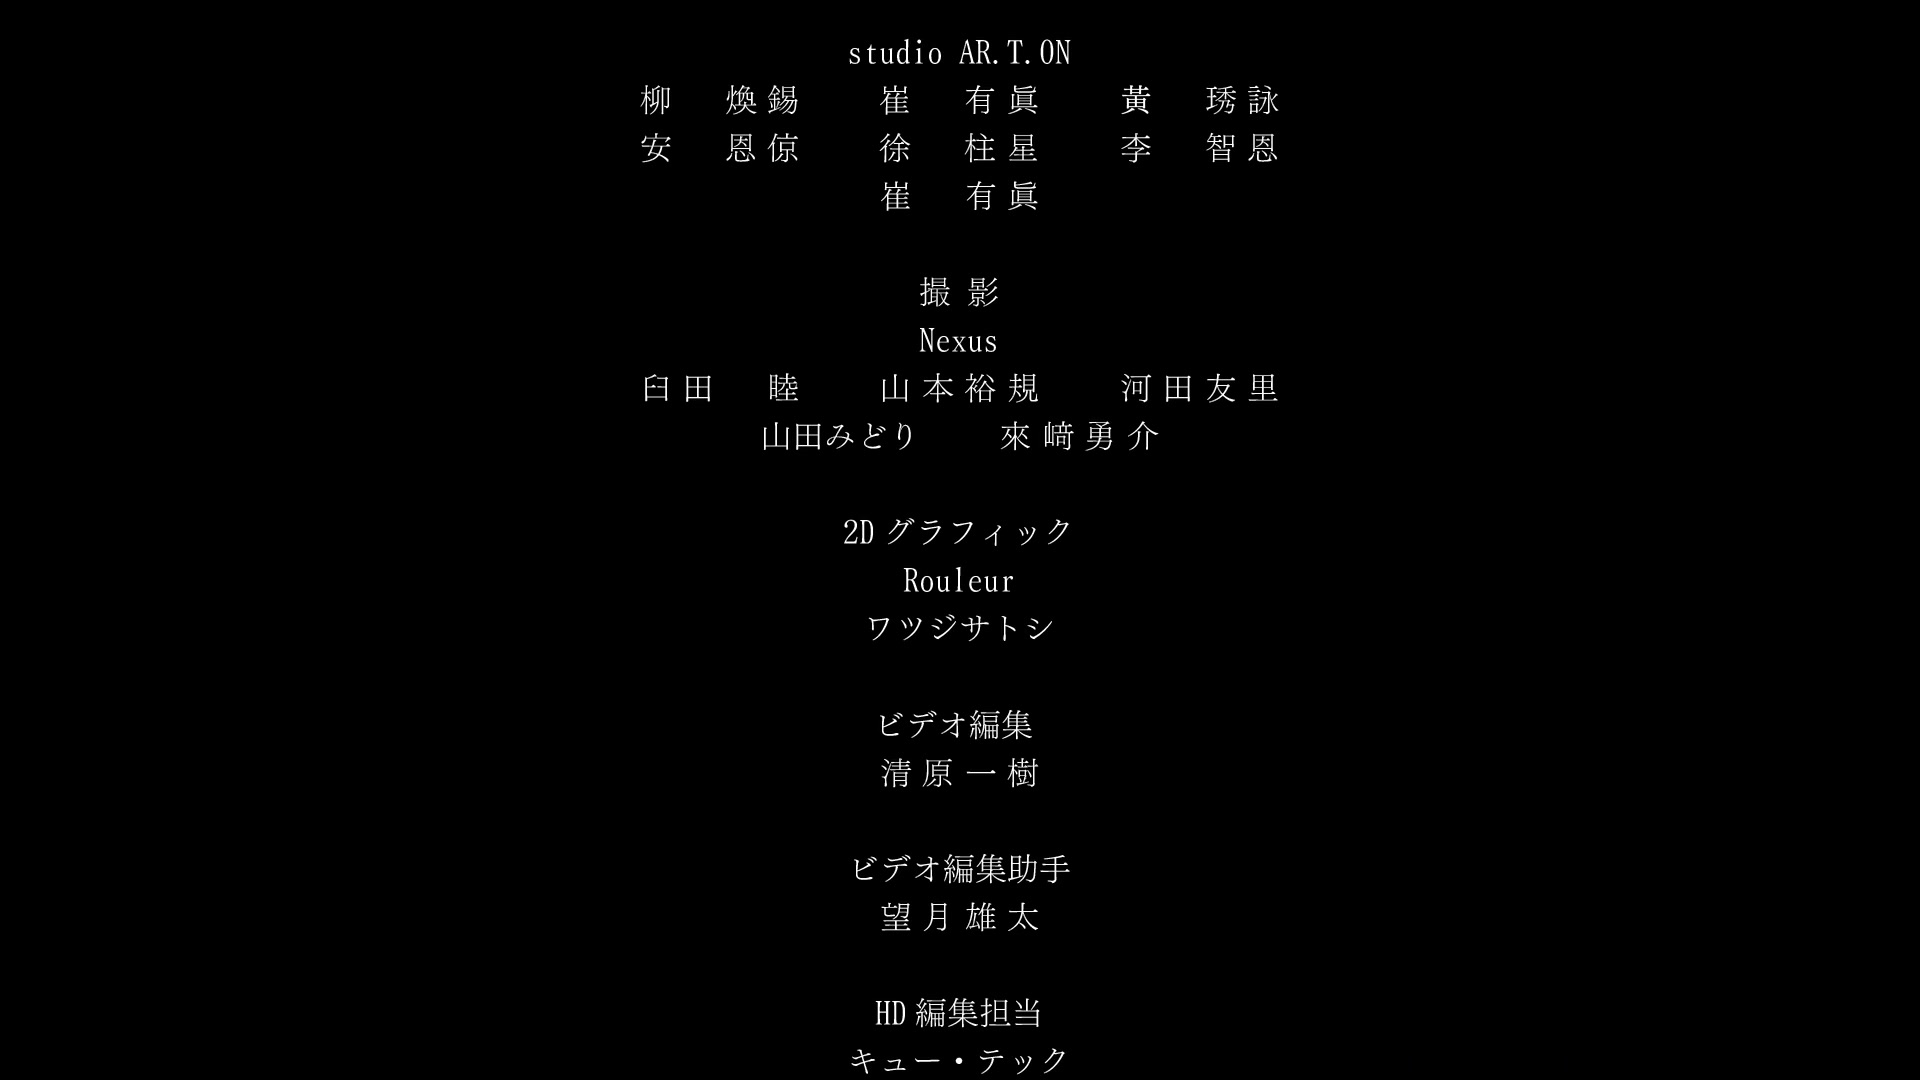 studio AR.T.ON
柳 煥錫 崔 有眞 黃 琇詠
安 恩倞 徐 柱星 李 智恩
崔 有眞
撮影
Nexus
臼田 睦 山本裕規 河田友里
山田みどり 來﨑勇介
2Dグラフィック
Rouleur
ワツジサトシ
ビデオ編集
清原一樹
ビデオ編集助手
望月雄太
HD編集担当
キュー・テック